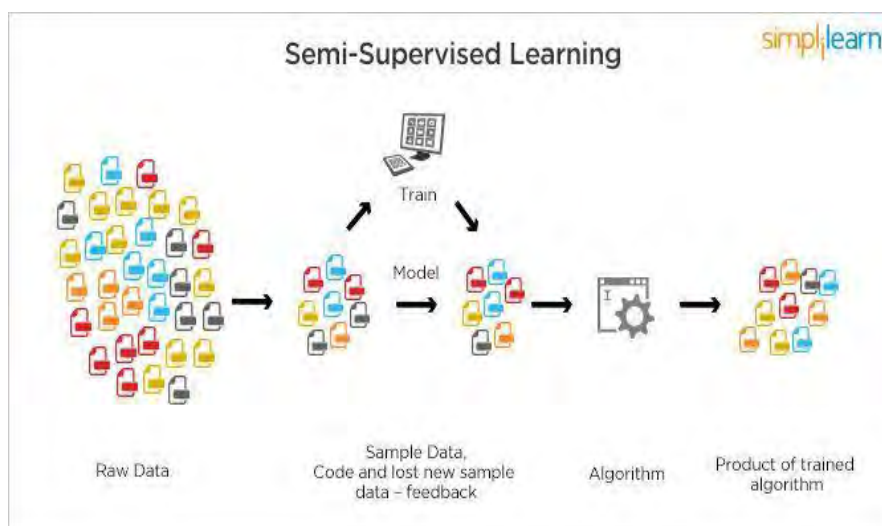 Semi-Supervised Learning
simplilearn
Train
Model
Raw Data
Sample Data,
Code and lost new sample
data – feedback
Algorithm
Product of trained
algorithm